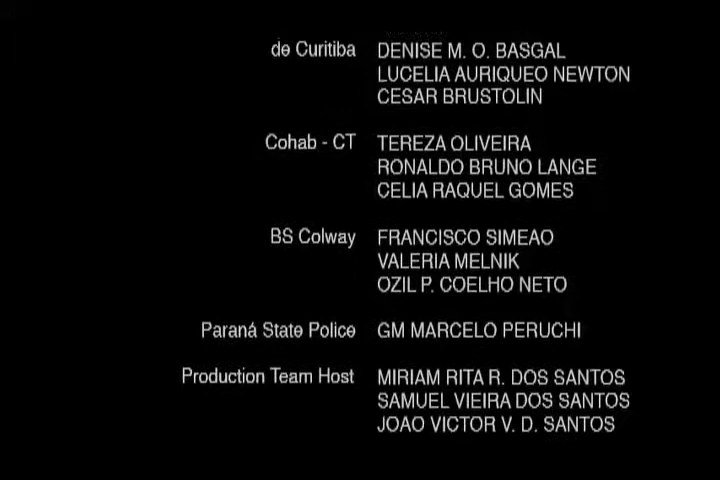 de Curitiba DENISE M. O. BASGAL
LUCELIA AURIQUEO NEWTON
CESAR BRUSTOLIN
Cohab - CT TEREZA OLIVEIRA
RONALDO BRUNO LANGE
CELIA RAQUEL GOMES
BS Colway FRANCISCO SIMEAO
VALERIA MELNIK
OZIL P. COELHO NETO
Paraná State Police GM MARCELO PERUCHI
Production Team Host MIRIAM RITA R. DOS SANTOS
SAMUEL VIEIRA DOS SANTOS
JOAO VICTOR V. D. SANTOS